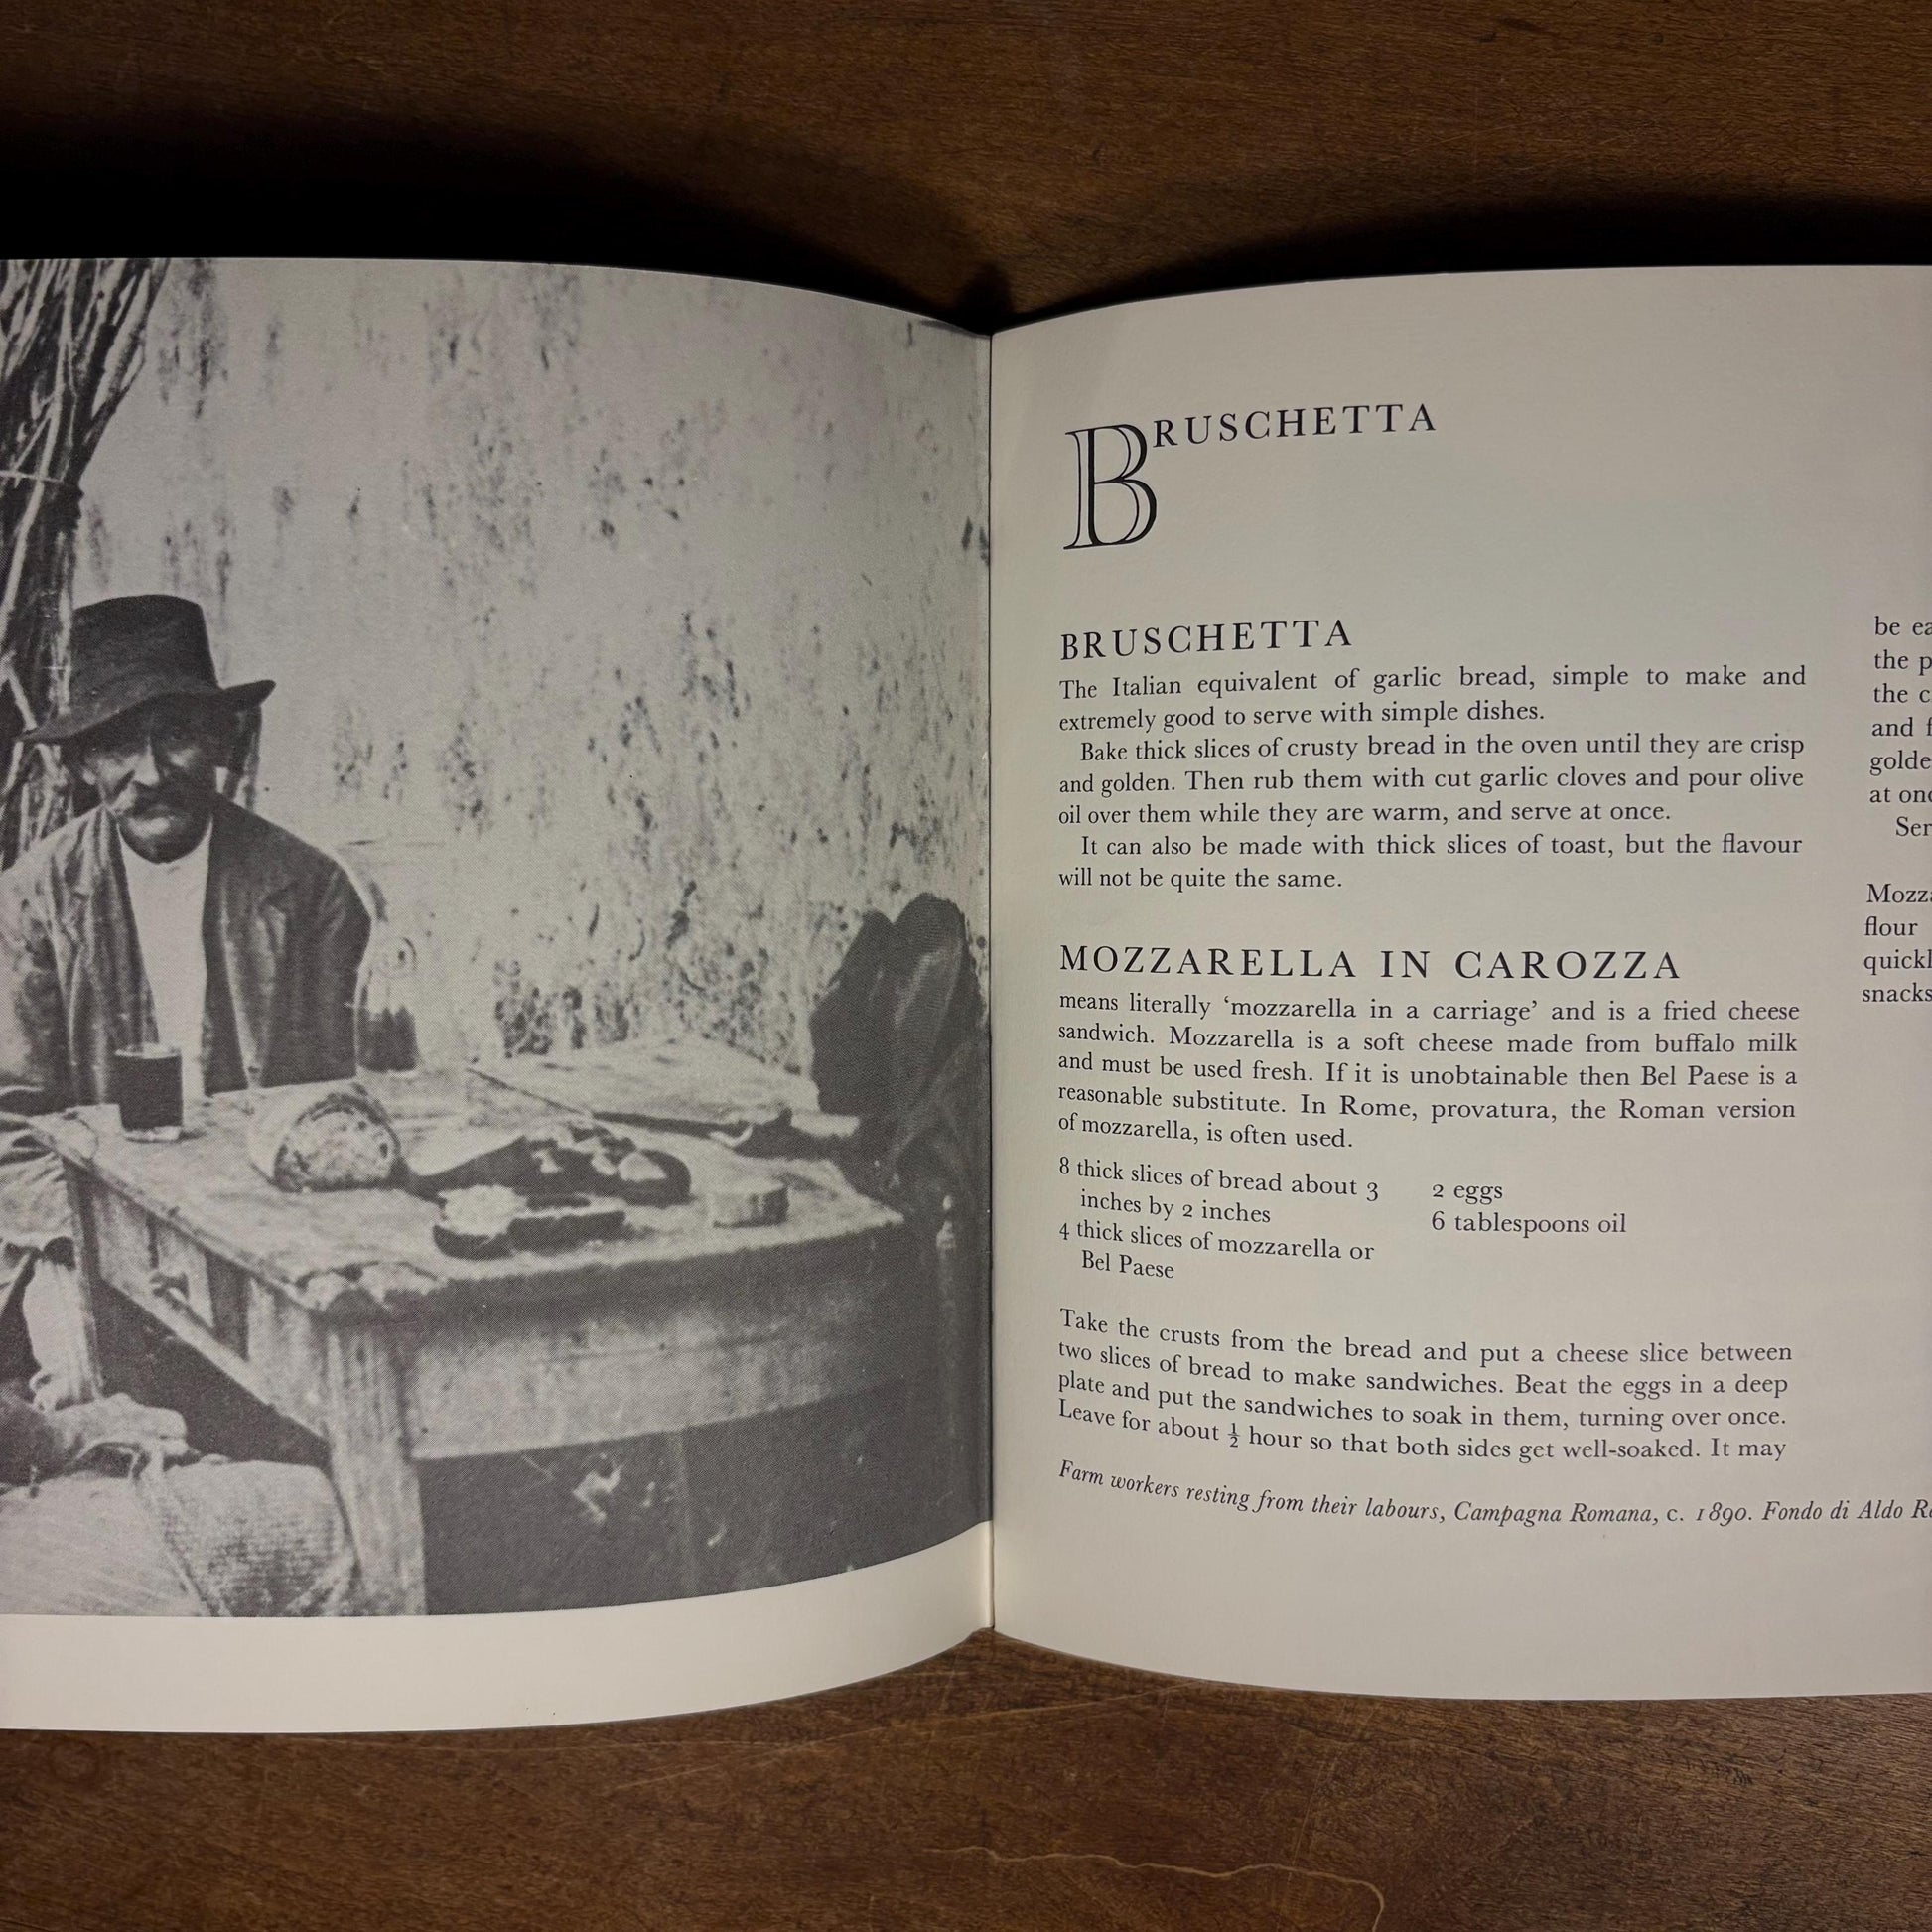 BRUSCHETTA
BRUSCHETTA
The Italian equivalent of garlic bread, simple to make and
extremely good to serve with simple dishes.
Bake thick slices of crusty bread in the oven until they are crisp
and golden. Then rub them with cut garlic cloves and pour olive
oil over them while they are warm, and serve at once.
It can also be made with thick slices of toast, but the flavour
will not be quite the same.
MOZZARELLA IN CAROZZA
means literally ‘mozzarella in a carriage’ and is a fried cheese
sandwich. Mozzarella is a soft cheese made from buffalo milk
and must be used fresh. If it is unobtainable then Bel Paese is a
reasonable substitute. In Rome, provatura, the Roman version
of mozzarella, is often used.
8 thick slices of bread about 3
inches by 2 inches
4 thick slices of mozzarella or
Bel Paese
2 eggs
6 tablespoons oil
Take the crusts from the bread and put a cheese slice between
two slices of bread to make sandwiches. Beat the eggs in a deep
plate and put the sandwiches to soak in them, turning over once.
Leave for about ½ hour so that both sides get well-soaked. It may
be
the
the
and
at
flour
snacks
Farm workers resting from their labours, Campagna Romana, c. 1890. Fondo di Aldo